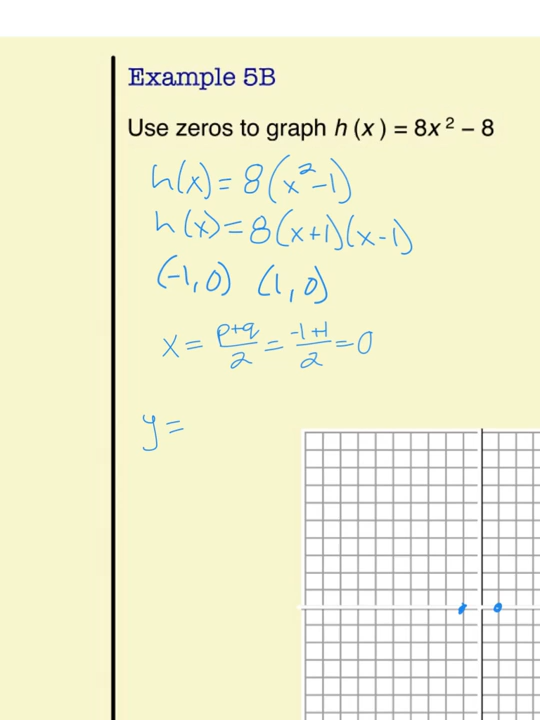 Example 5B
Use zeros to graph h (x) = 8x² − 8
h(x) = 8(x²-1)
h(x) = 8(x+1)(x-1)
(-1,0) (1,0)
x = p+q/2 = -1+1/2 = 0
y =